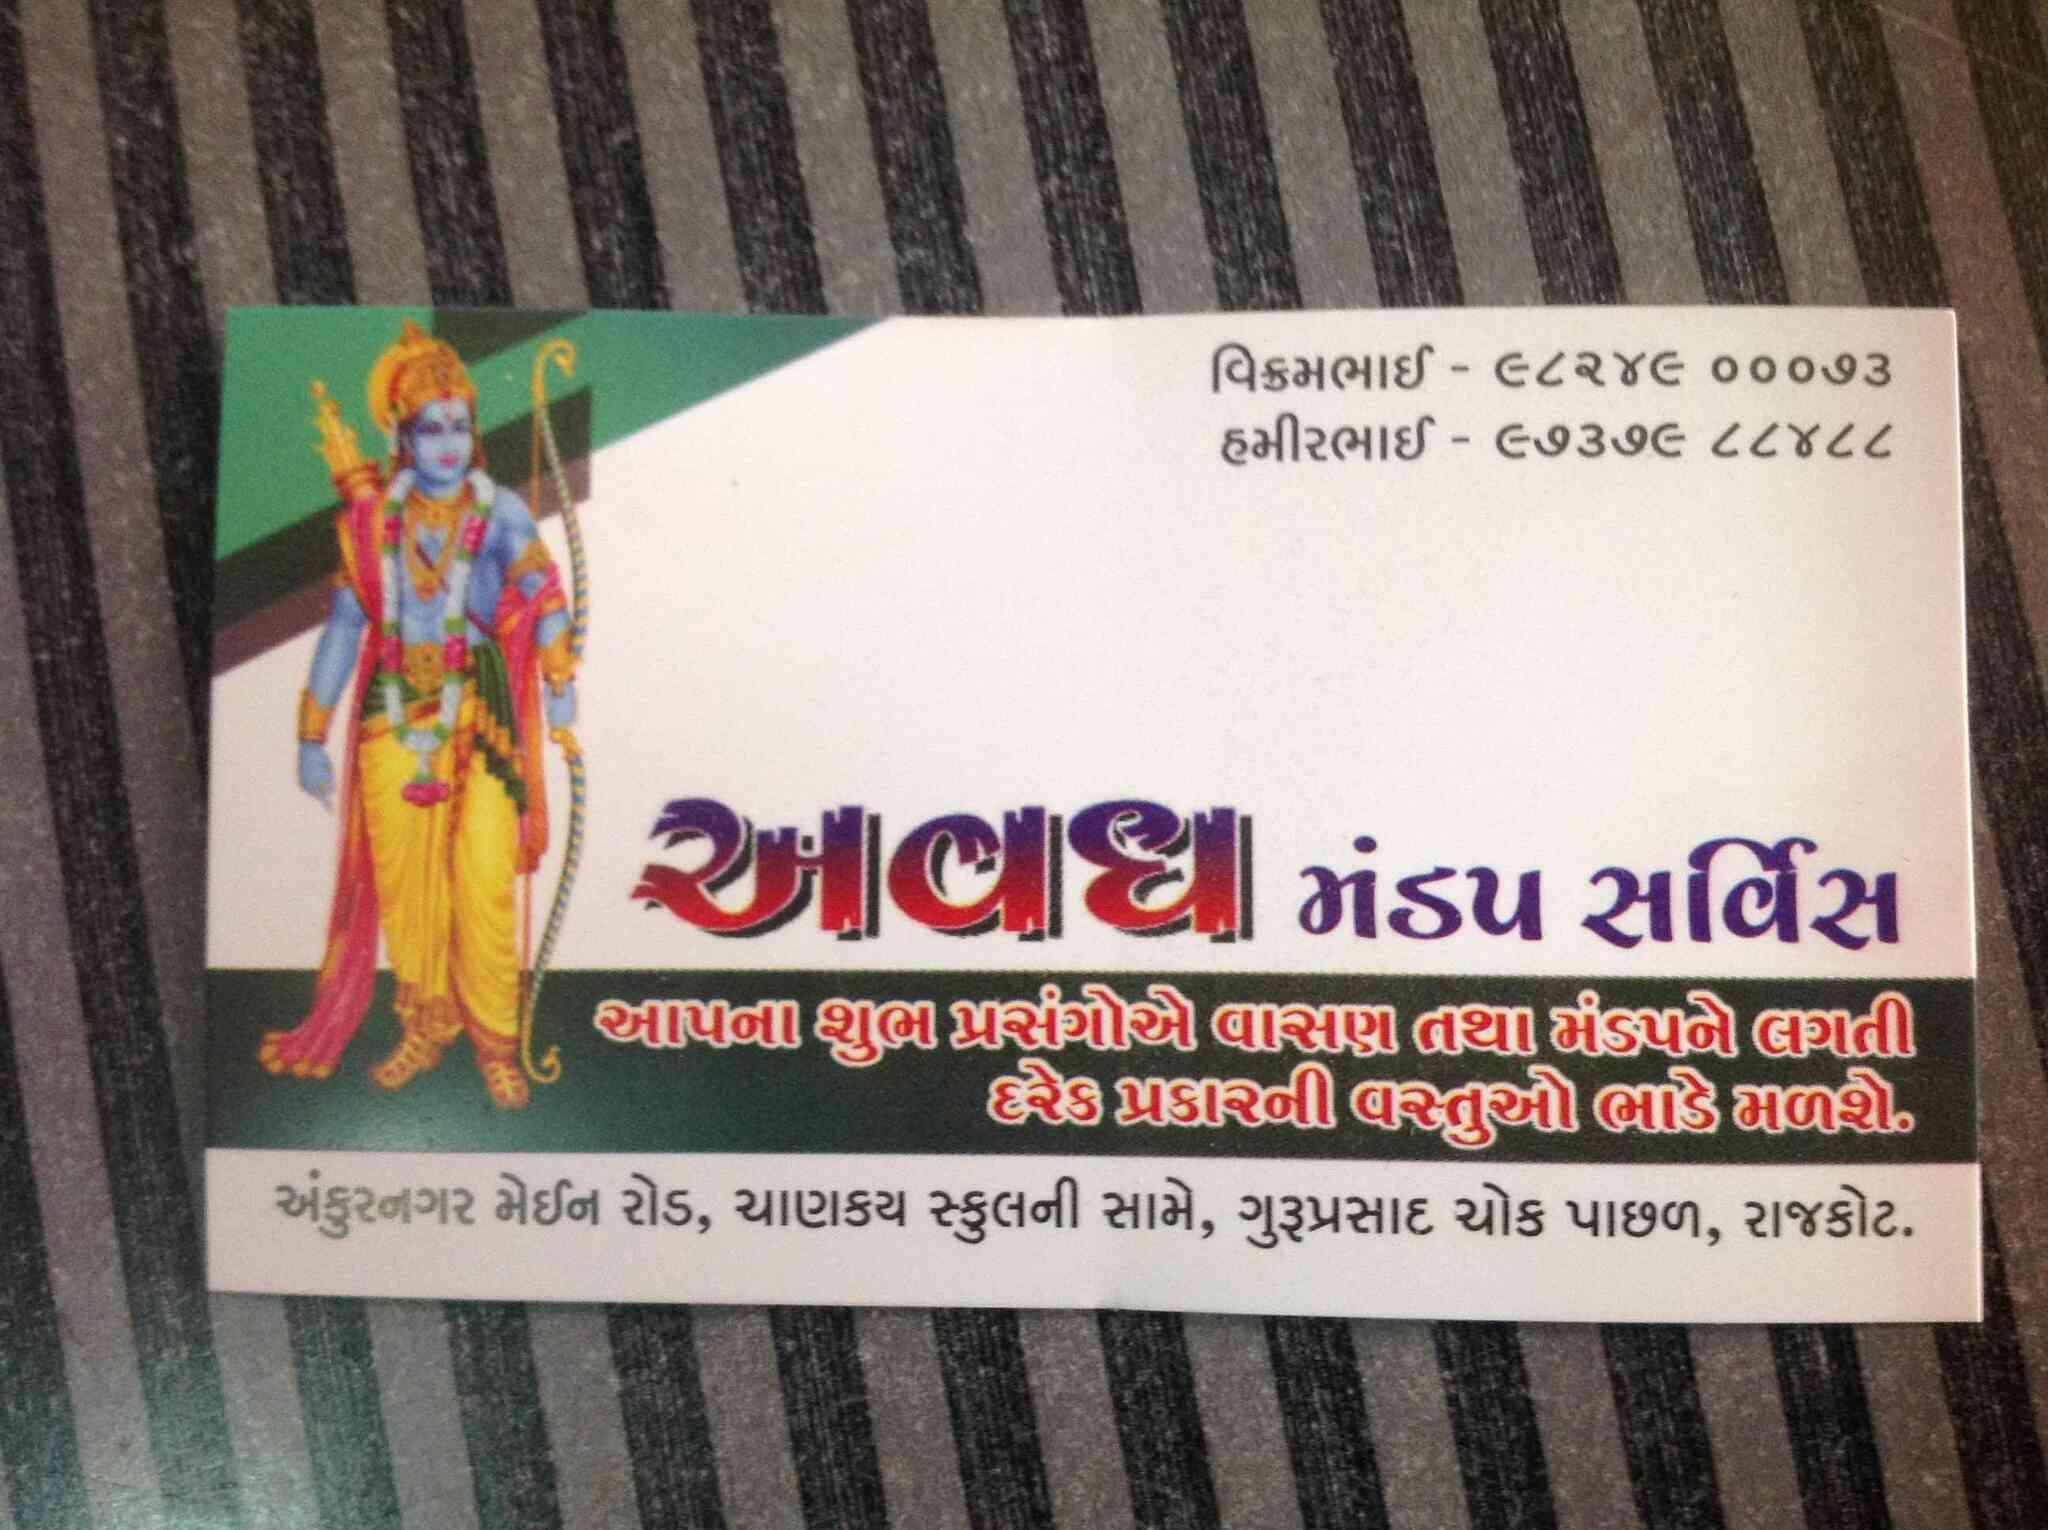 વિક્રમભાઈ - ૯૮૨૪૯ ૦૦૦૭૩
હમીરભાઈ - ૯૭૩૭૯ ૮૮૪૮૮
અવધ મંડપ સર્વિસ
આપના શુભ પ્રસંગોએ વાસણ તથા મંડપને લગતી
દરેક પ્રકારની વસ્તુઓ ભાડે મળશે.
અંકુરનગર મેઈન રોડ, ચાણકય સ્કુલની સામે, ગુરૂપ્રસાદ ચોક પાછળ, રાજકોટ.